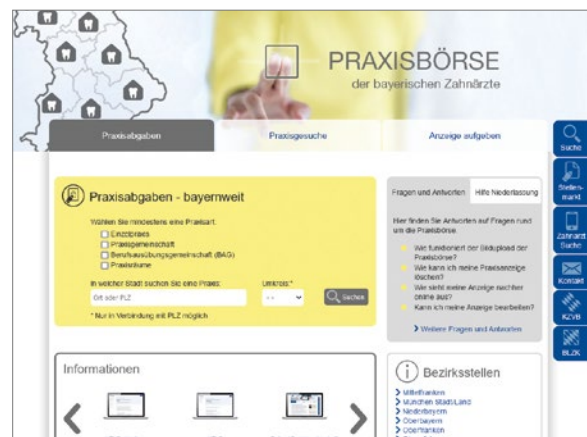 PRAXISBÖRSE
der bayerischen Zahnärzte
Praxisabgaben
Praxisgesuche
Anzeige aufgeben
Suche
Stellen-
markt
Zahnarzt
Suche
Kontakt
KZVB
BLZK
Praxisabgaben - bayernweit
Wählen Sie mindestens eine Praxisart:
Einzelpraxis
Praxisgemeinschaft
Berufsausübungsgemeinschaft (BAG)
Praxisräume
In welcher Stadt suchen Sie eine Praxis:
Umkreis:*
Ort oder PLZ
--
Suchen
* Nur in Verbindung mit PLZ möglich
Fragen und Antworten
Hilfe Niederlassung
Hier finden Sie Antworten auf Fragen rund
um die Praxisbörse.
Wie funktioniert der Bildupload der
Praxisbörse?
Wie kann ich meine Praxisanzeige
löschen?
Wie sieht meine Anzeige nachher
online aus?
Kann ich meine Anzeige bearbeiten?
Weitere Fragen und Antworten
Informationen
Bezirksstellen
Mittelfranken
München Stadt/Land
Niederbayern
Oberbayern
Oberfranken